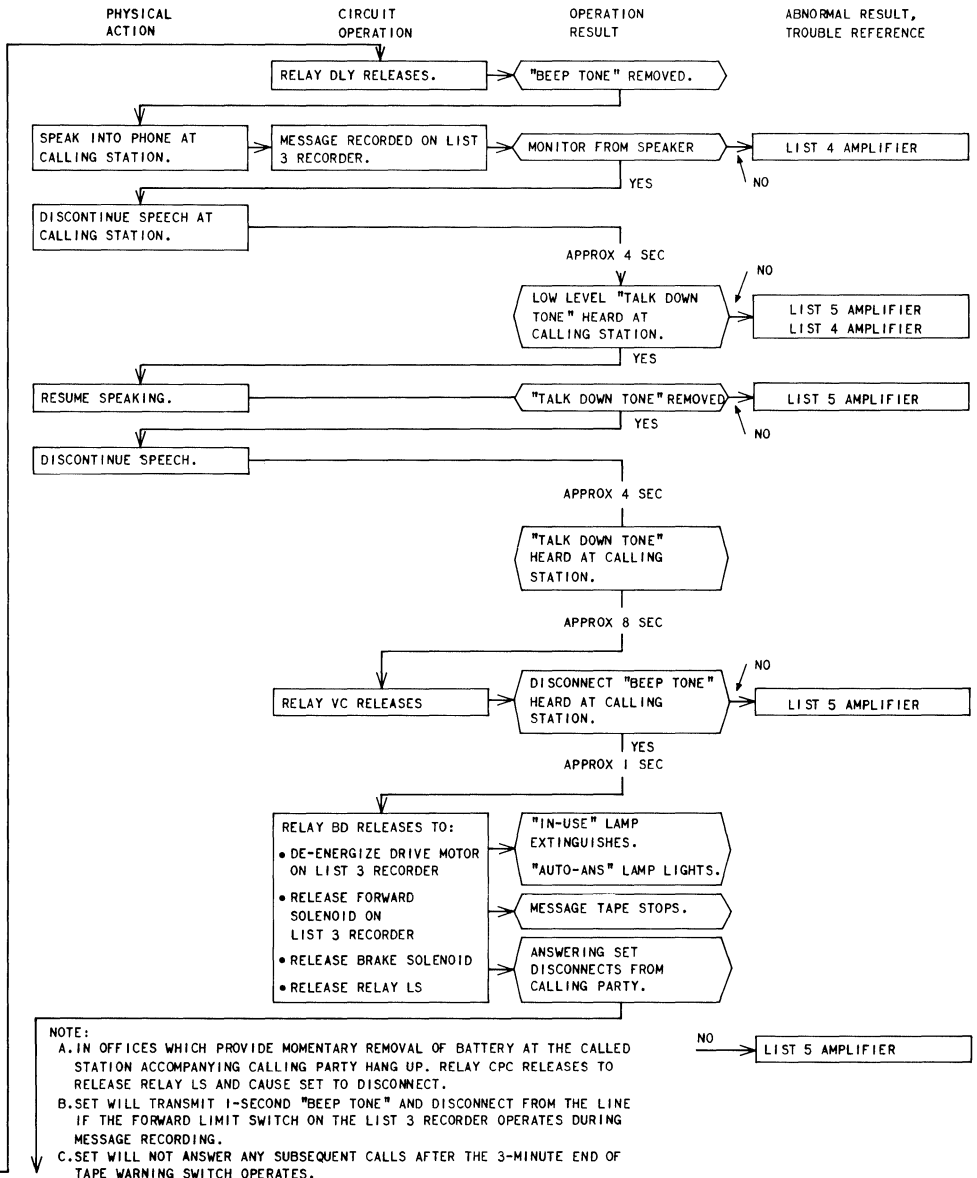 PHYSICAL
ACTION
CIRCUIT
OPERATION
OPERATION
RESULT
ABNORMAL RESULT,
TROUBLE REFERENCE
RELAY DLY RELEASES.
"BEEP TONE" REMOVED.
SPEAK INTO PHONE AT
CALLING STATION.
MESSAGE RECORDED ON LIST
3 RECORDER.
MONITOR FROM SPEAKER
LIST 4 AMPLIFIER
NO
YES
DISCONTINUE SPEECH AT
CALLING STATION.
APPROX 4 SEC
NO
LOW LEVEL "TALK DOWN
TONE" HEARD AT
CALLING STATION.
LIST 5 AMPLIFIER
LIST 4 AMPLIFIER
YES
RESUME SPEAKING.
"TALK DOWN TONE" REMOVED
LIST 5 AMPLIFIER
YES
NO
DISCONTINUE SPEECH.
APPROX 4 SEC
"TALK DOWN TONE"
HEARD AT CALLING
STATION.
APPROX 8 SEC
NO
RELAY VC RELEASES
DISCONNECT "BEEP TONE"
HEARD AT CALLING
STATION.
LIST 5 AMPLIFIER
YES
APPROX 1 SEC
RELAY BD RELEASES TO:
• DE-ENERGIZE DRIVE MOTOR
ON LIST 3 RECORDER
• RELEASE FORWARD
SOLENOID ON
LIST 3 RECORDER
• RELEASE BRAKE SOLENOID
• RELEASE RELAY LS
"IN-USE" LAMP
EXTINGUISHES.
"AUTO-ANS" LAMP LIGHTS.
MESSAGE TAPE STOPS.
ANSWERING SET
DISCONNECTS FROM
CALLING PARTY.
NO
LIST 5 AMPLIFIER
NOTE:
A. IN OFFICES WHICH PROVIDE MOMENTARY REMOVAL OF BATTERY AT THE CALLED
STATION ACCOMPANYING CALLING PARTY HANG UP. RELAY CPC RELEASES TO
RELEASE RELAY LS AND CAUSE SET TO DISCONNECT.
B. SET WILL TRANSMIT 1-SECOND "BEEP TONE" AND DISCONNECT FROM THE LINE
IF THE FORWARD LIMIT SWITCH ON THE LIST 3 RECORDER OPERATES DURING
MESSAGE RECORDING.
C. SET WILL NOT ANSWER ANY SUBSEQUENT CALLS AFTER THE 3-MINUTE END OF
TAPE WARNING SWITCH OPERATES.